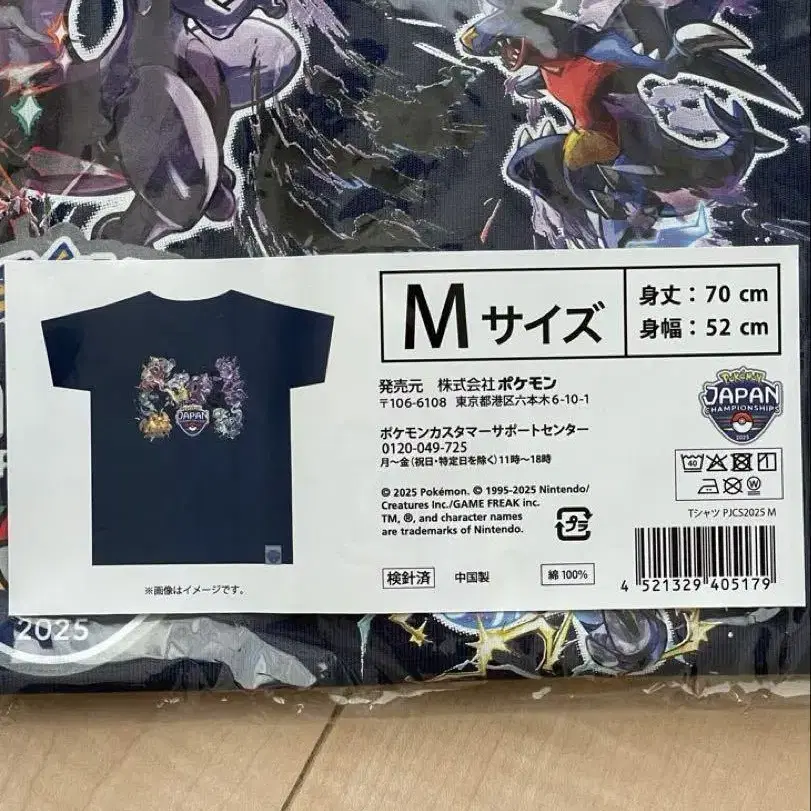 M サイズ
身丈：70 cm
身幅：52 cm
発売元 株式会社ポケモン
〒106-6108 東京都港区六本木6-10-1
ポケモンカスタマーサポートセンター
0120-049-725
月～金（祝日・特定日を除く）11時～18時
© 2025 Pokémon. © 1995-2025 Nintendo/
Creatures Inc./GAME FREAK inc.
TM, ®, and character names
are trademarks of Nintendo.
プラ
検針済
中国製
綿 100%
Pokémon
JAPAN
CHAMPIONSHIPS
2025
40
W
Tシャツ PJCS2025 M
4 521329 405179
JAPAN
※画像はイメージです。
2025